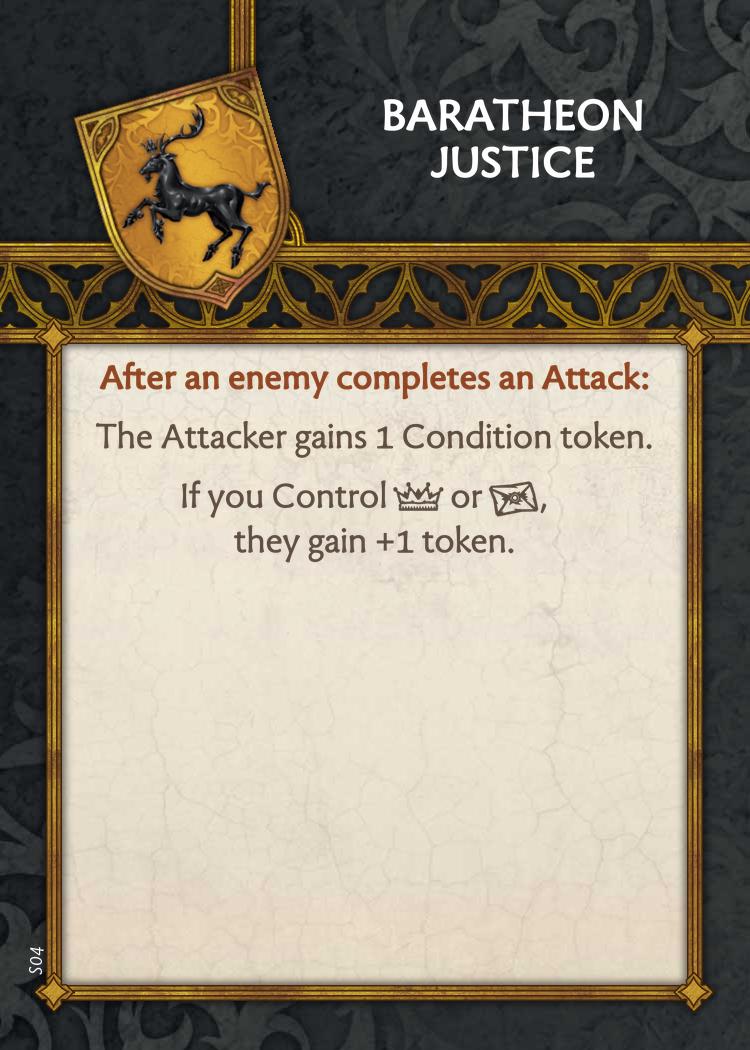 BARATHEON
JUSTICE
After an enemy completes an Attack:
The Attacker gains 1 Condition token.
If you Control or ,
they gain +1 token.
S04